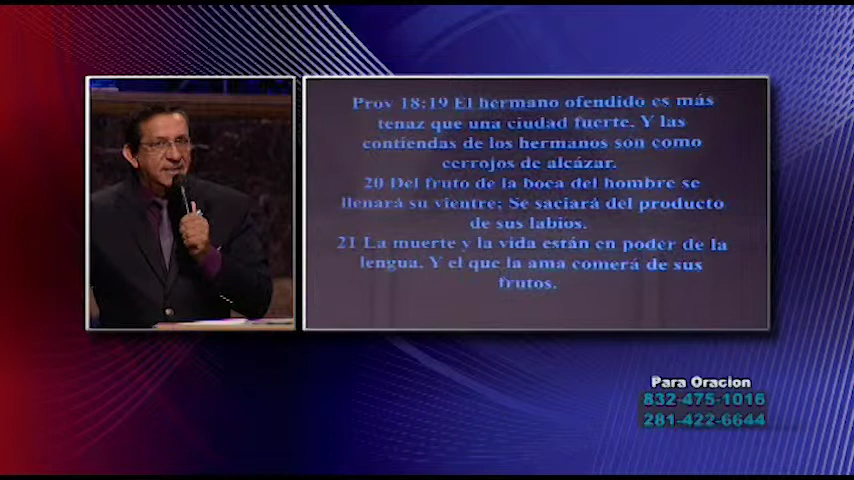 Prov 18:19 El hermano ofendido es más
tenaz que una ciudad fuerte. Y las
contiendas de los hermanos son como
cerrojos de alcázar.
20 Del fruto de la boca del hombre se
llenará su vientre; Se saciará del producto
de sus labios.
21 La muerte y la vida están en poder de la
lengua. Y el que la ama comerá de sus
frutos.
Para Oracion
832-475-1016
281-422-6644